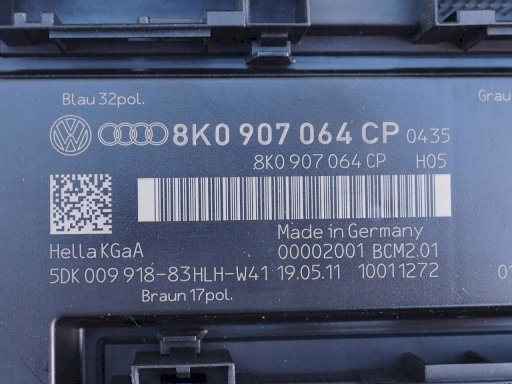 Blau 32pol.
Grau
8K0 907 064 CP 0435
8K0 907 064 CP H05
Made in Germany
Hella KGaA 00002001 BCM2.01
5DK 009 918-83HLH-W41 19.05.11 10011272
Braun 17pol.